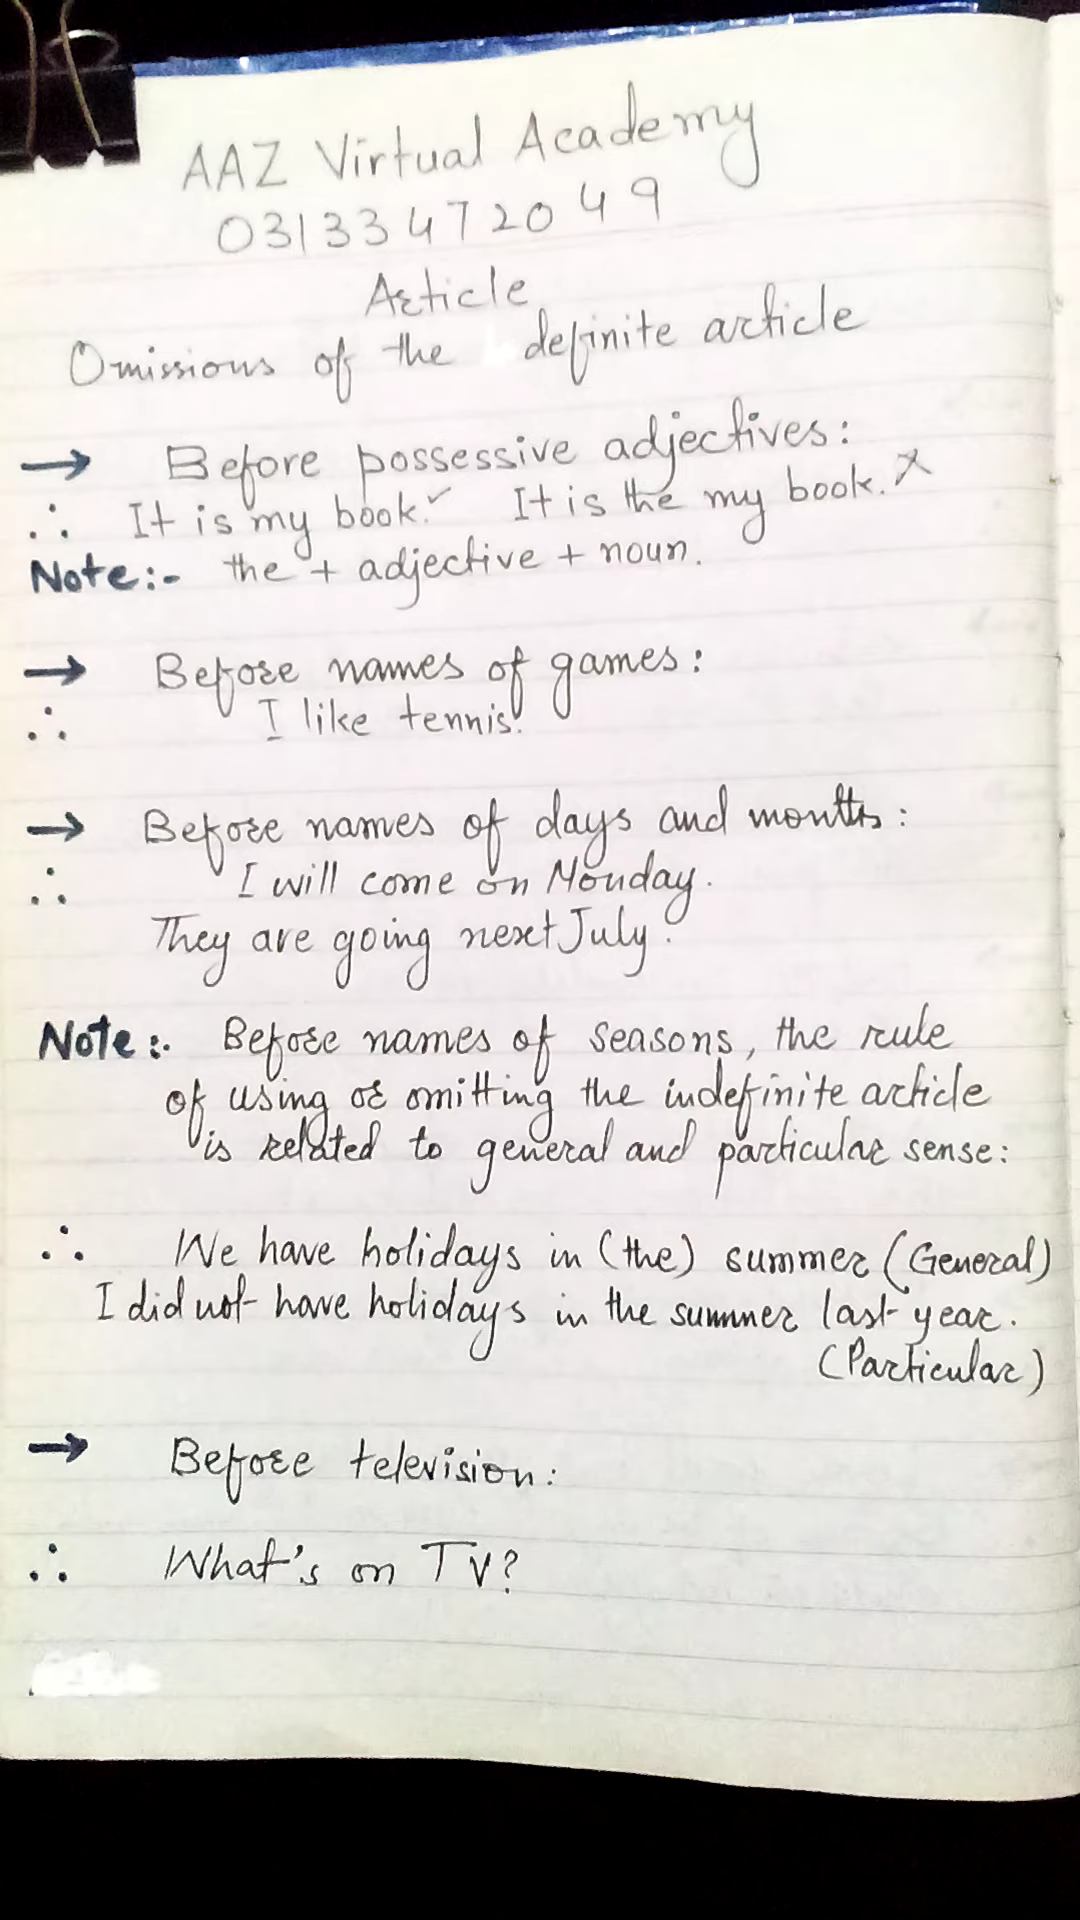 AAZ Virtual Academy
03133472049
Article
Omissions of the definite article
→ Before possessive adjectives:
∴ It is my book.✓ It is the my book.✗
Note:- the + adjective + noun.
→ Before names of games:
∴ I like tennis.
→ Before names of days and months:
∴ I will come on Monday.
They are going next July.
Note:- Before names of seasons, the rule
of using or omitting the indefinite article
is related to general and particular sense:
∴ We have holidays in (the) summer (General)
I did not have holidays in the summer last year.
(Particular)
→ Before television:
∴ What's on TV?